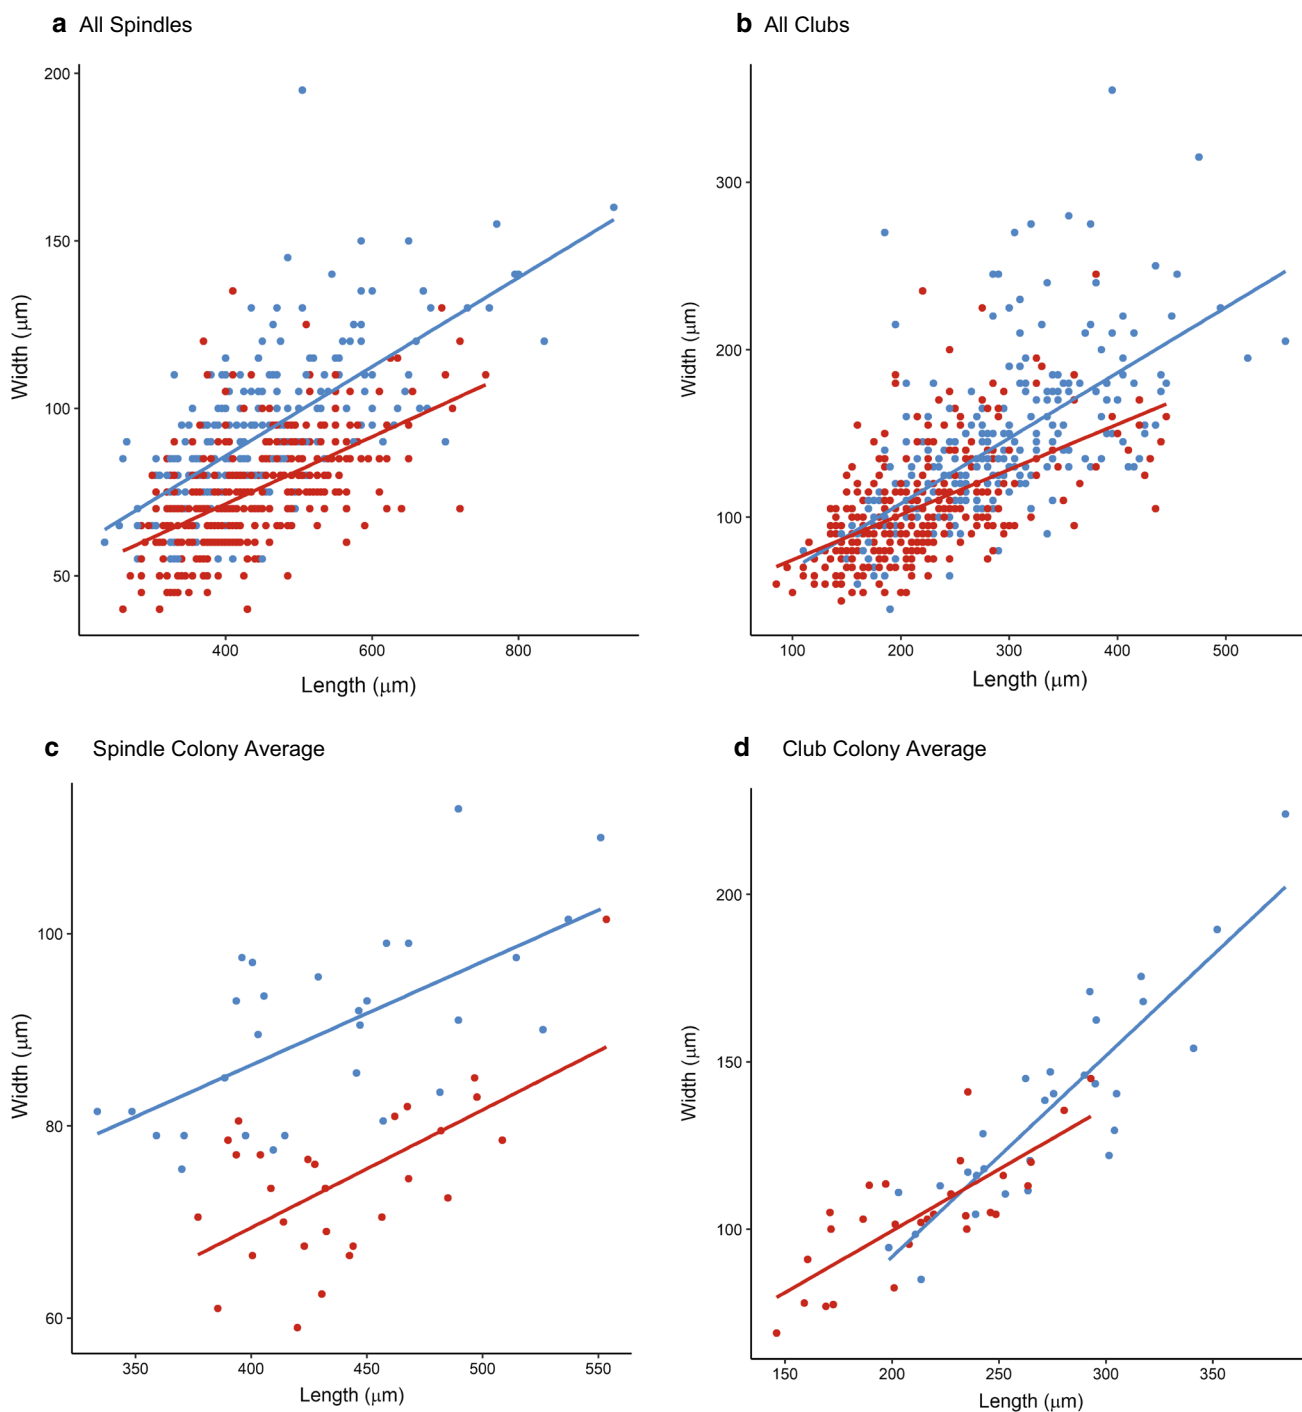 a All Spindles
200
150
100
50
Width (μm)
400 600 800
Length (μm)
b All Clubs
300
200
100
Width (μm)
100 200 300 400 500
Length (μm)
c Spindle Colony Average
100
80
60
Width (μm)
350 400 450 500 550
Length (μm)
d Club Colony Average
200
150
100
Width (μm)
150 200 250 300 350
Length (μm)